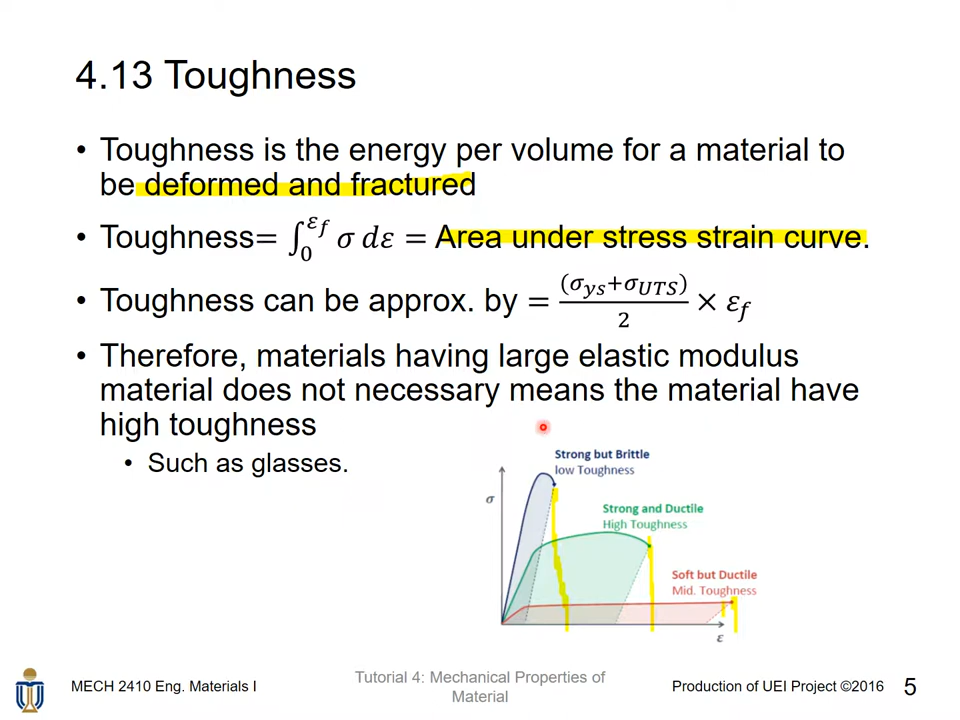 4.13 Toughness
• Toughness is the energy per volume for a material to
be deformed and fractured
• Toughness= ∫₀^{εf} σ dε = Area under stress strain curve.
• Toughness can be approx. by = (σys+σUTS)/2 × εf
• Therefore, materials having large elastic modulus
material does not necessary means the material have
high toughness
• Such as glasses.
Strong but Brittle
low Toughness
σ
Strong and Ductile
High Toughness
Soft but Ductile
Mid. Toughness
ε
MECH 2410 Eng. Materials I
Tutorial 4: Mechanical Properties of
Material
Production of UEI Project ©2016
5